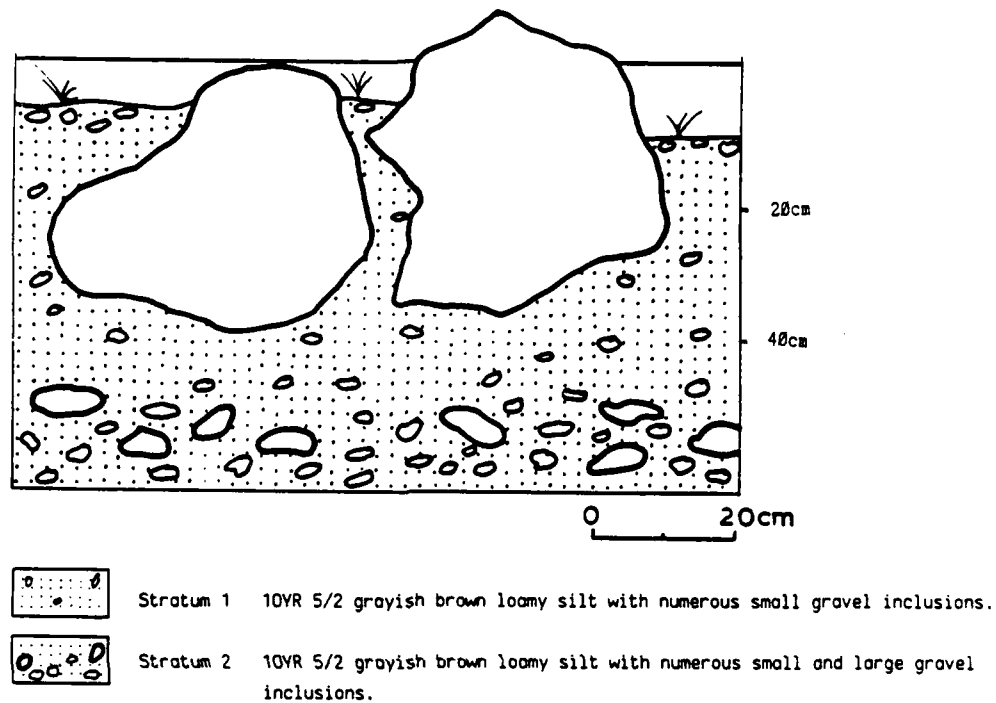 20cm
40cm
0 20cm
Stratum 1 10YR 5/2 grayish brown loamy silt with numerous small gravel inclusions.
Stratum 2 10YR 5/2 grayish brown loamy silt with numerous small and large gravel
inclusions.